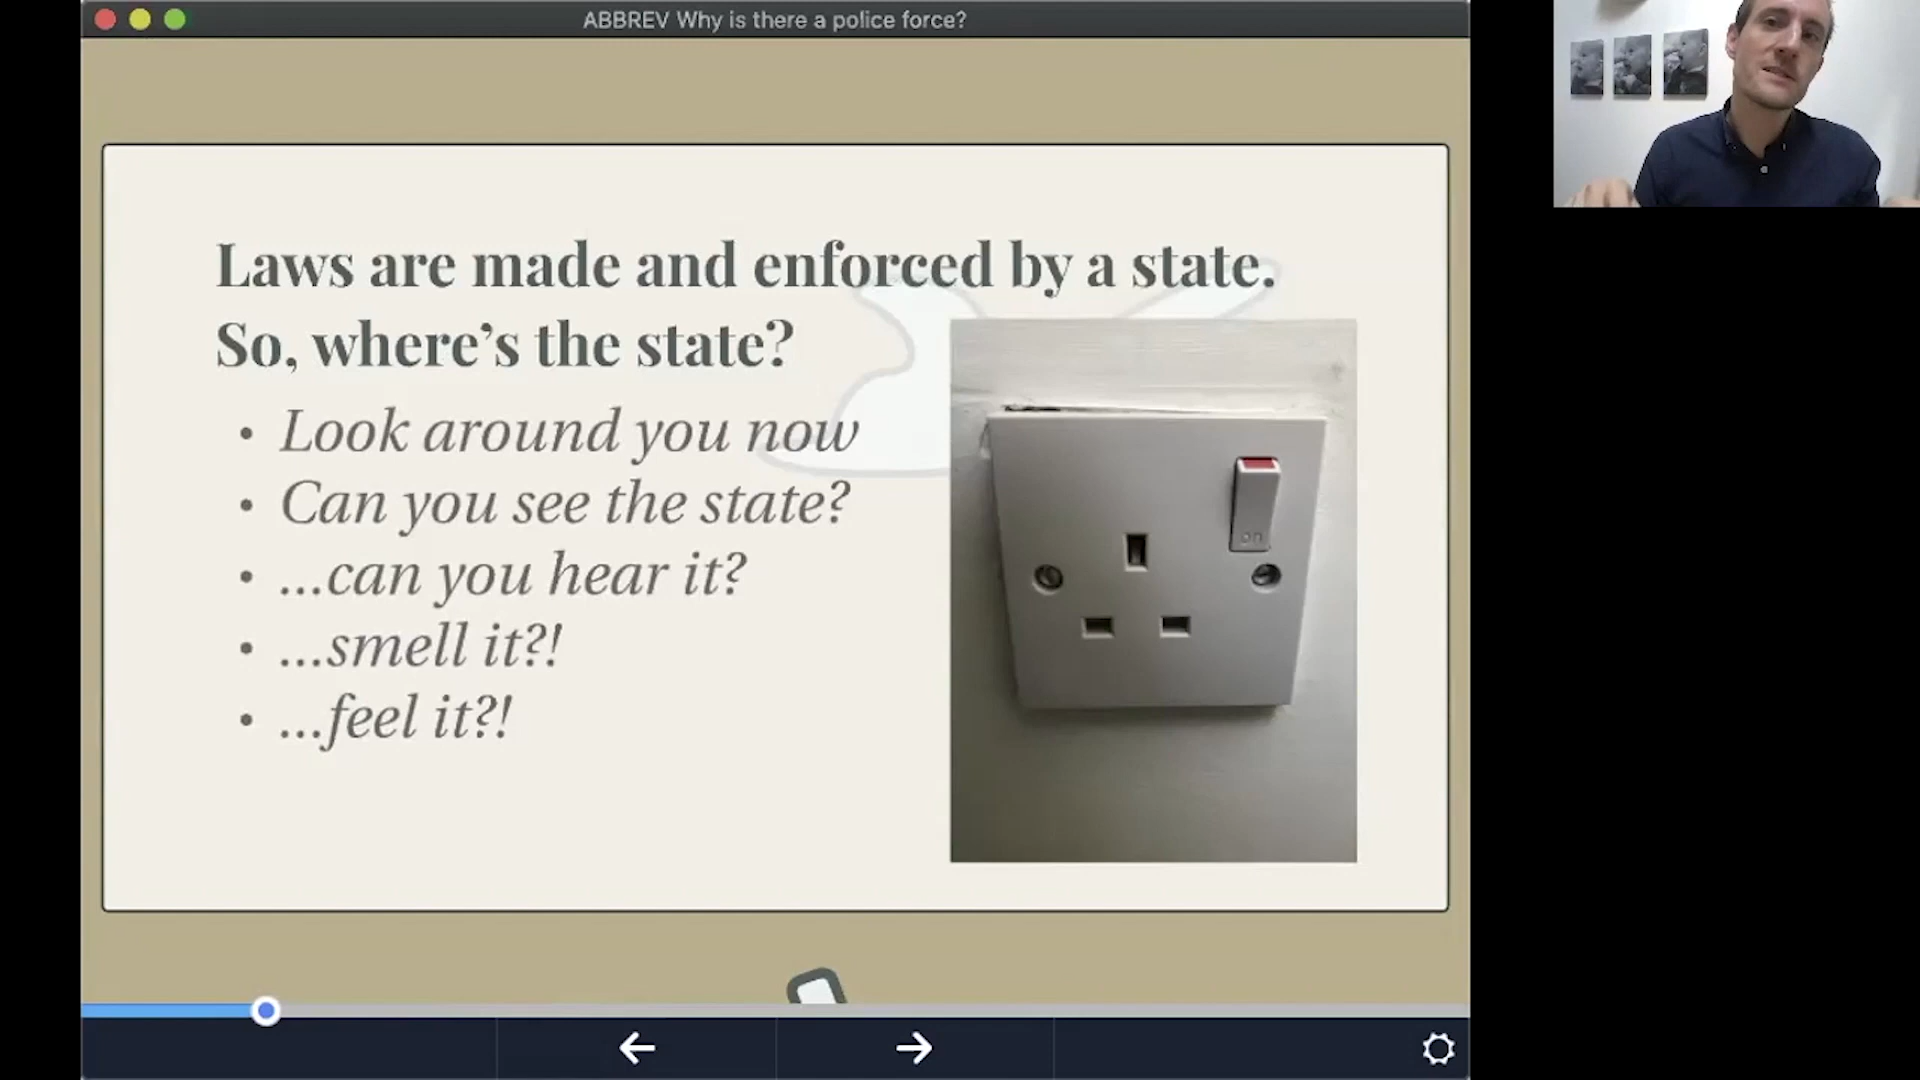 ABBREV Why is there a police force?
Laws are made and enforced by a state.
So, where’s the state?
• Look around you now
• Can you see the state?
• ...can you hear it?
• ...smell it?!
• ...feel it?!
on